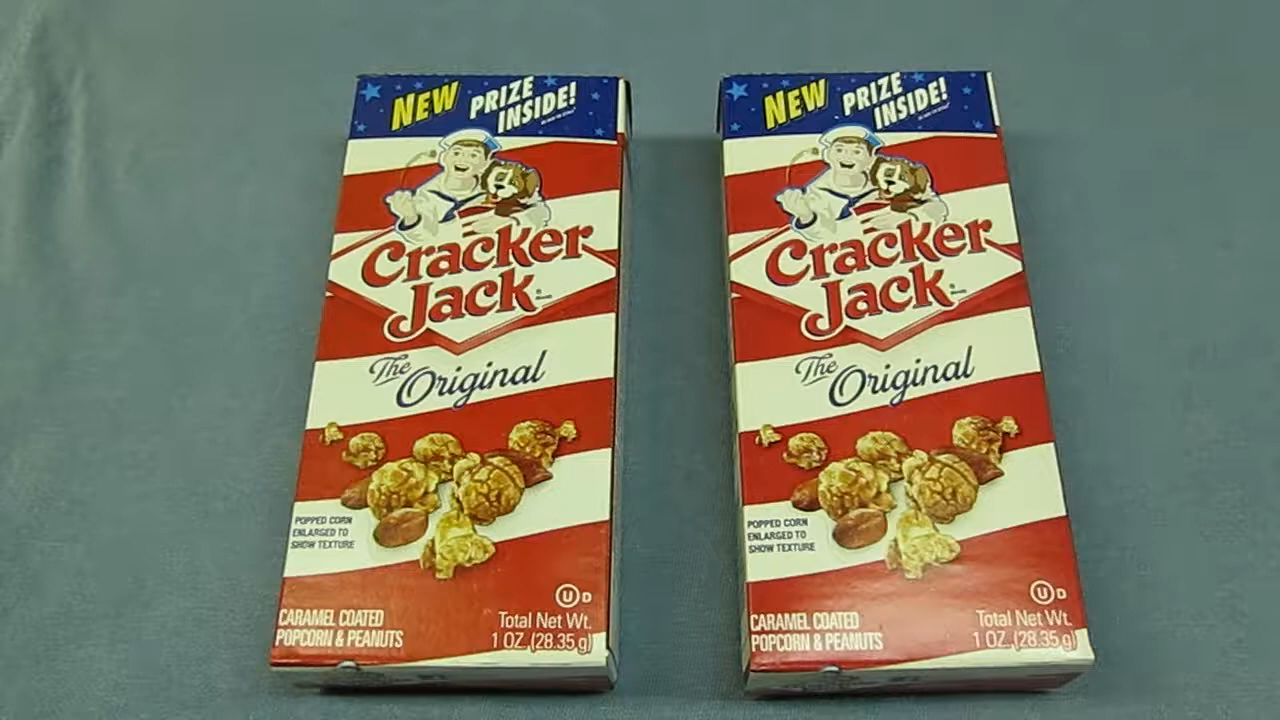 NEW PRIZE INSIDE!
Cracker
Jack
The Original
POPPED CORN
ENLARGED TO
SHOW TEXTURE
U D
CARAMEL COATED
POPCORN & PEANUTS
Total Net Wt.
1 OZ. (28.35 g)
NEW PRIZE INSIDE!
Cracker
Jack
The Original
POPPED CORN
ENLARGED TO
SHOW TEXTURE
U D
CARAMEL COATED
POPCORN & PEANUTS
Total Net Wt.
1 OZ. (28.35 g)